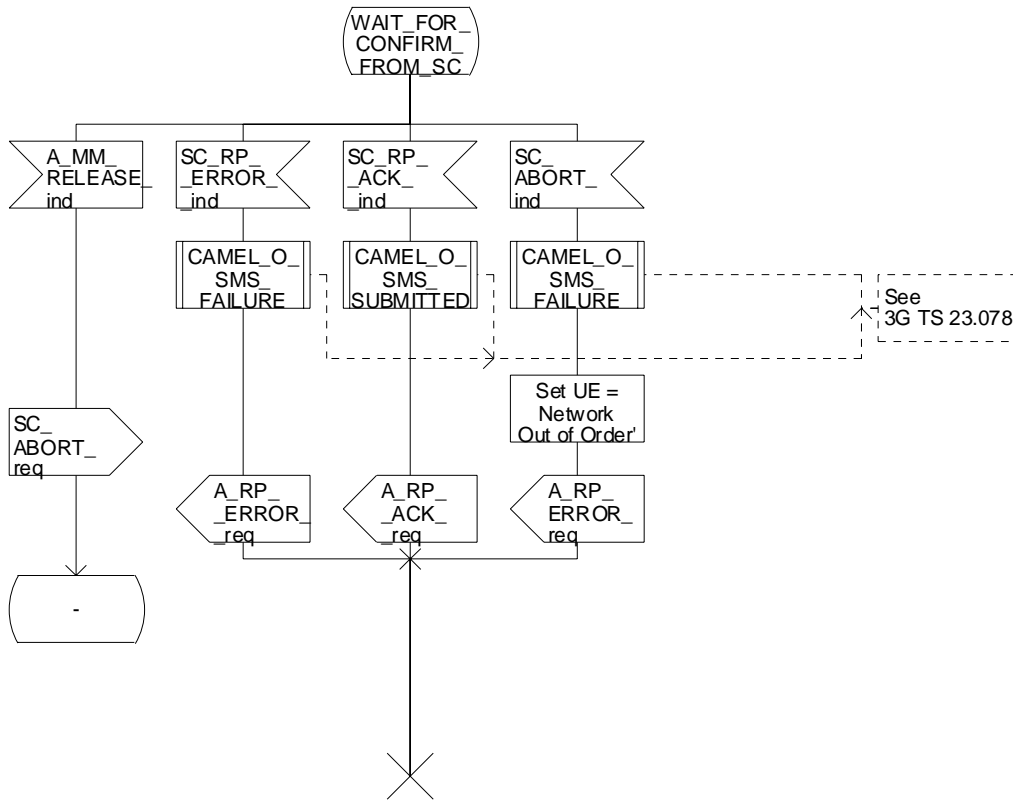 WAIT_FOR_
CONFIRM_
FROM_SC
A_MM_
RELEASE_
ind
SC_RP_
_ERROR_
_ind
SC_RP_
_ACK_
_ind
SC_
ABORT_
ind
CAMEL_O_
SMS_
FAILURE
CAMEL_O_
SMS_
SUBMITTED
CAMEL_O_
SMS_
FAILURE
See
3G TS 23.078
Set UE =
Network
Out of Order'
SC_
ABORT_
req
A_RP_
_ERROR_
_req
A_RP_
_ACK_
_req
A_RP_
ERROR_
req
-